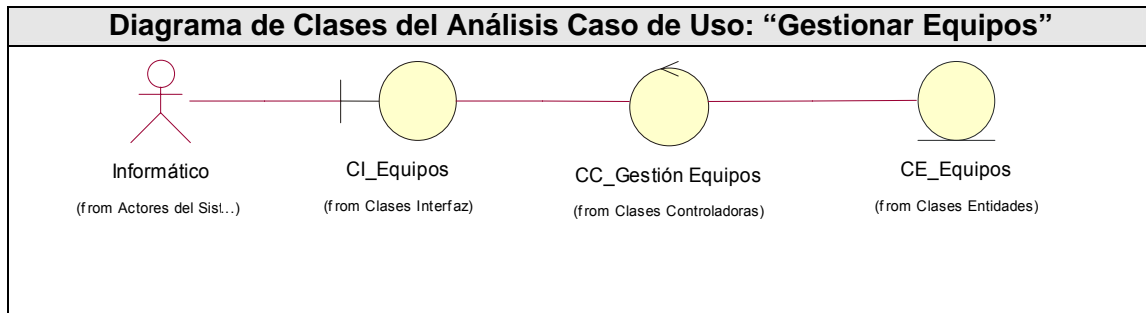 Diagrama de Clases del Análisis Caso de Uso: “Gestionar Equipos”
Informático
(from Actores del Sist...)
CI_Equipos
(from Clases Interfaz)
CC_Gestión Equipos
(from Clases Controladoras)
CE_Equipos
(from Clases Entidades)